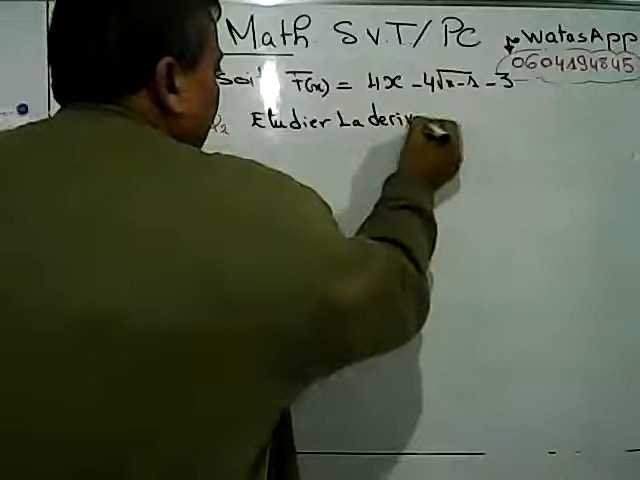 Math SVT/PC
WatasApp
0604194845
Soit F(x) = 4x - 4√x-1 - 3
Etudier La deriv